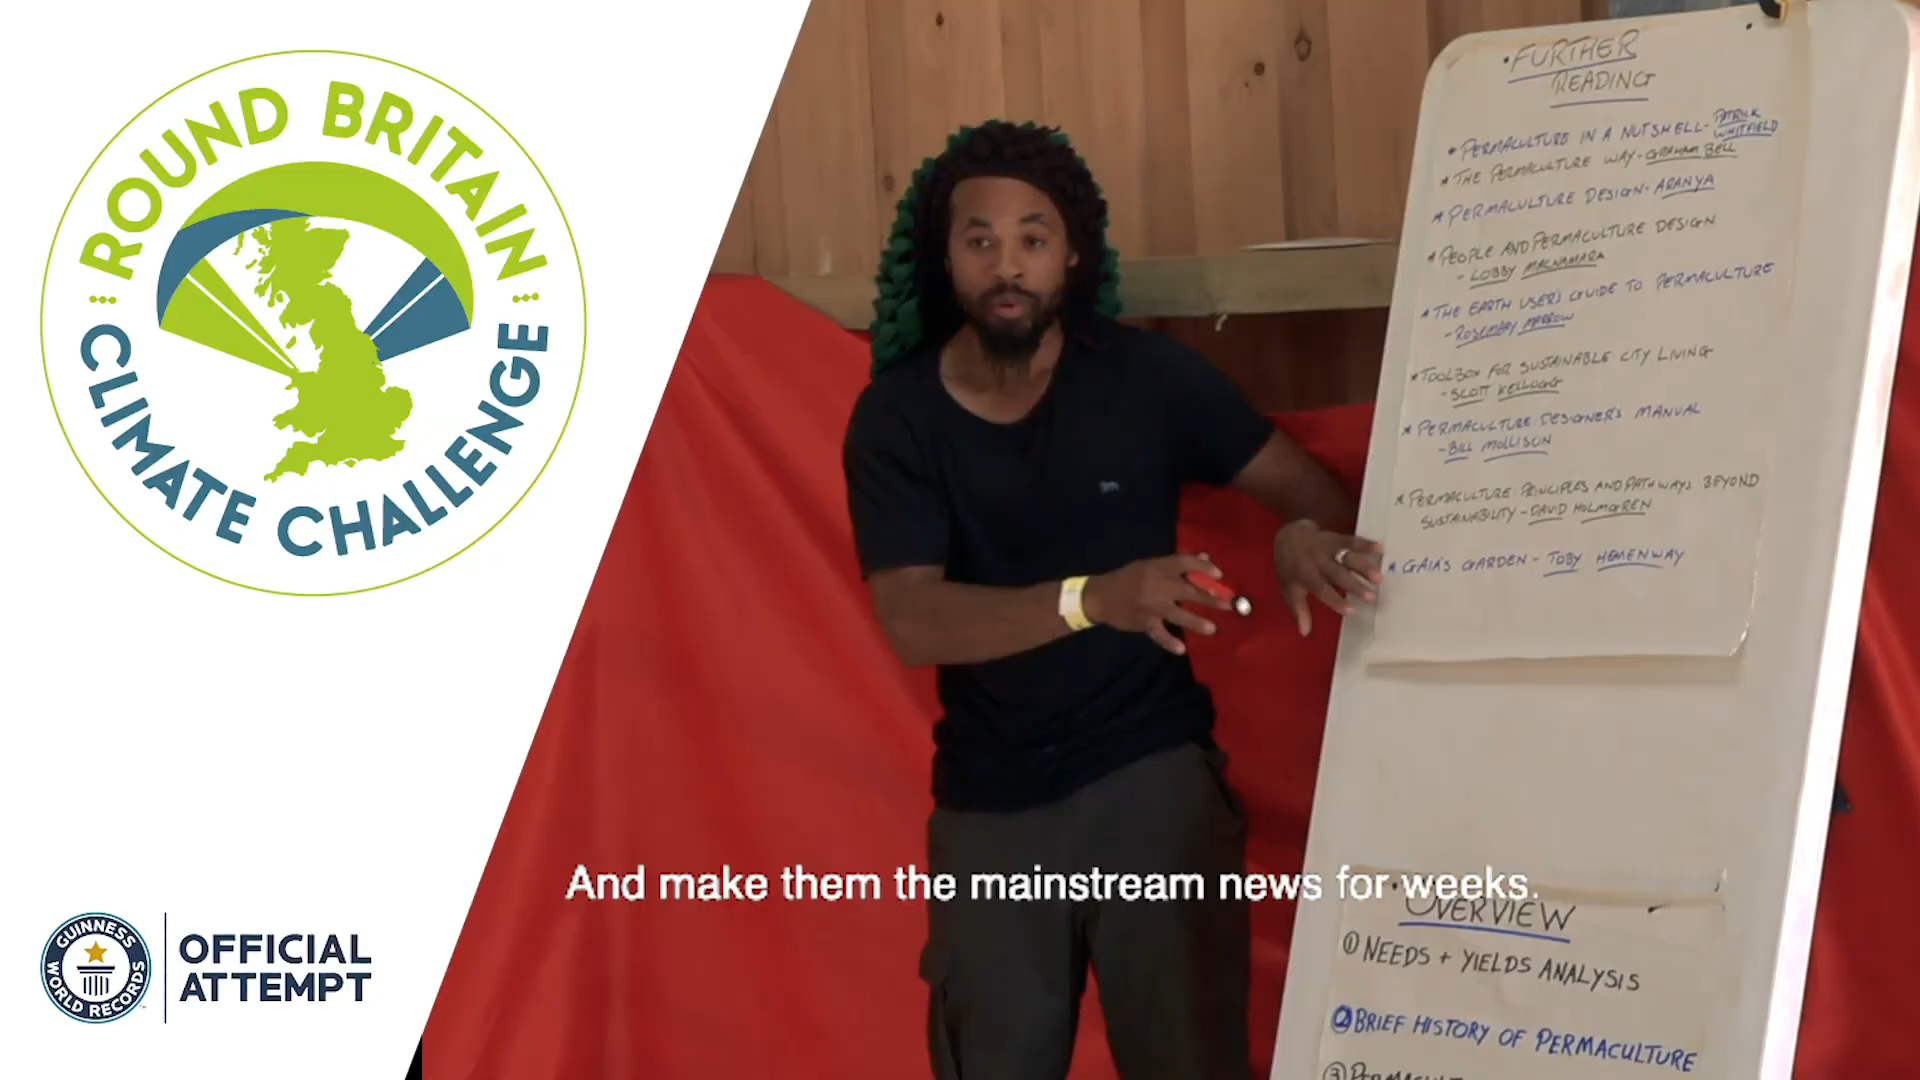 ROUND BRITAIN
CLIMATE CHALLENGE
GUINNESS
WORLD RECORDS
OFFICIAL
ATTEMPT
• FURTHER
READING
* PERMACULTURE IN A NUTSHELL - PATRICK
WHITFIELD
* THE PERMACULTURE WAY - GRAHAM BELL
* PERMACULTURE DESIGN - ARANYA
* PEOPLE AND PERMACULTURE DESIGN
- LOBBY MACNAMARA
* THE EARTH USER'S GUIDE TO PERMACULTURE
- ROSEMARY MORROW
* TOOLBOX FOR SUSTAINABLE CITY LIVING
- SCOTT KELLOGG
* PERMACULTURE: DESIGNER'S MANUAL
- BILL MOLLISON
* PERMACULTURE: PRINCIPLES AND PATHWAYS BEYOND
SUSTAINABILITY - DAVID HOLMGREN
* GAIA'S GARDEN - TOBY HEMENWAY
And make them the mainstream news for weeks.
OVERVIEW
① NEEDS + YIELDS ANALYSIS
② BRIEF HISTORY OF PERMACULTURE
③